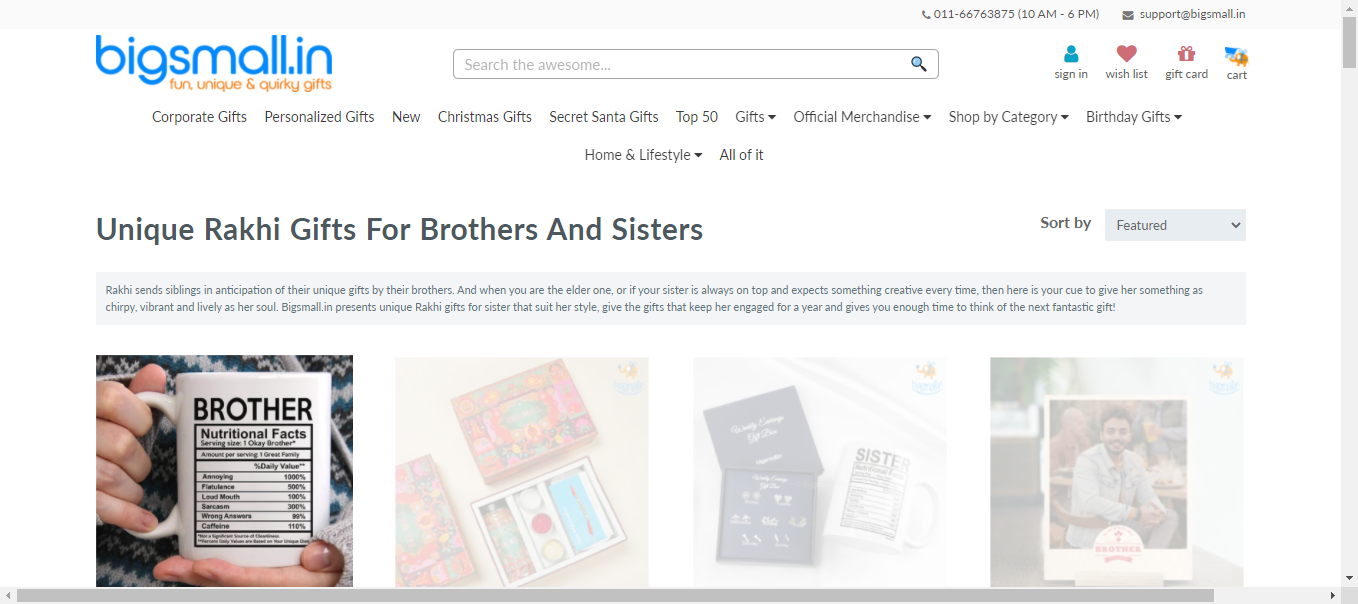 011-66763875 (10 AM - 6 PM) support@bigsmall.in
bigsmall.in
fun, unique & quirky gifts
Search the awesome...
sign in wish list gift card cart
Corporate Gifts Personalized Gifts New Christmas Gifts Secret Santa Gifts Top 50 Gifts Official Merchandise Shop by Category Birthday Gifts
Home & Lifestyle All of it
Unique Rakhi Gifts For Brothers And Sisters
Sort by Featured
Rakhi sends siblings in anticipation of their unique gifts by their brothers. And when you are the elder one, or if your sister is always on top and expects something creative every time, then here is your cue to give her something as
chirpy, vibrant and lively as her soul. Bigsmall.in presents unique Rakhi gifts for sister that suit her style, give the gifts that keep her engaged for a year and gives you enough time to think of the next fantastic gift!
BROTHER
Nutritional Facts
Serving size: 1 Okay Brother*
Amount per serving 1 Great Family
%Daily Value**
Annoying 1000%
Flatulence 500%
Loud Mouth 100%
Sarcasm 300%
Wrong Answers 99%
Caffeine 110%
*Not a Significant Source of Cleanliness.
**Percent Daily Values are Based on Your Unique
Weekly Earrings
Gift Box
Weekly Earrings
Gift Box
SISTER
Nutritional
BROTHER